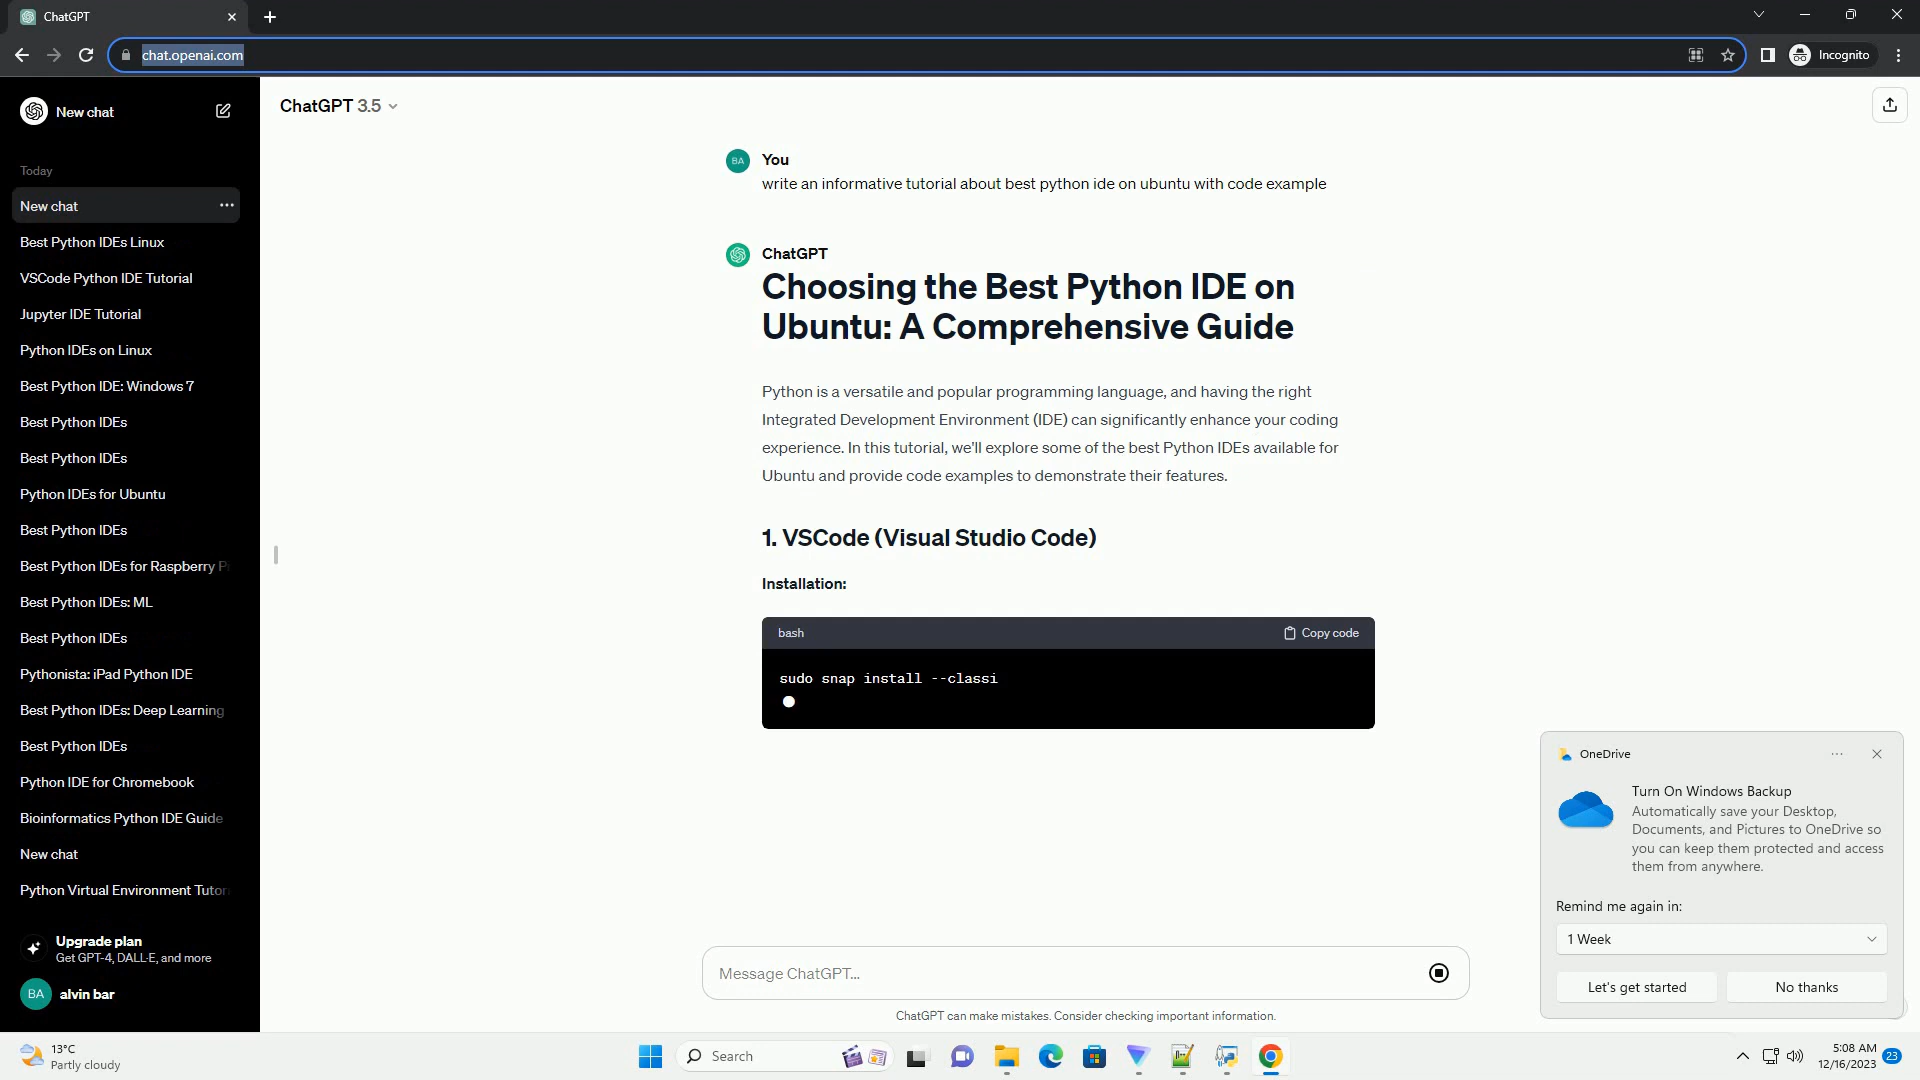 ChatGPT
chat.openai.com
Incognito
New chat
Today
New chat
Best Python IDEs Linux
VSCode Python IDE Tutorial
Jupyter IDE Tutorial
Python IDEs on Linux
Best Python IDE: Windows 7
Best Python IDEs
Best Python IDEs
Python IDEs for Ubuntu
Best Python IDEs
Best Python IDEs for Raspberry P
Best Python IDEs: ML
Best Python IDEs
Pythonista: iPad Python IDE
Best Python IDEs: Deep Learning
Best Python IDEs
Python IDE for Chromebook
Bioinformatics Python IDE Guide
New chat
Python Virtual Environment Tutor
Upgrade plan
Get GPT-4, DALL·E, and more
BA alvin bar
ChatGPT 3.5
BA You
write an informative tutorial about best python ide on ubuntu with code example
ChatGPT
Choosing the Best Python IDE on
Ubuntu: A Comprehensive Guide
Python is a versatile and popular programming language, and having the right
Integrated Development Environment (IDE) can significantly enhance your coding
experience. In this tutorial, we'll explore some of the best Python IDEs available for
Ubuntu and provide code examples to demonstrate their features.
1. VSCode (Visual Studio Code)
Installation:
bash Copy code
sudo snap install --classi
Message ChatGPT...
ChatGPT can make mistakes. Consider checking important information.
OneDrive
Turn On Windows Backup
Automatically save your Desktop,
Documents, and Pictures to OneDrive so
you can keep them protected and access
them from anywhere.
Remind me again in:
1 Week
Let's get started No thanks
13°C
Partly cloudy
Search
5:08 AM
12/16/2023 23